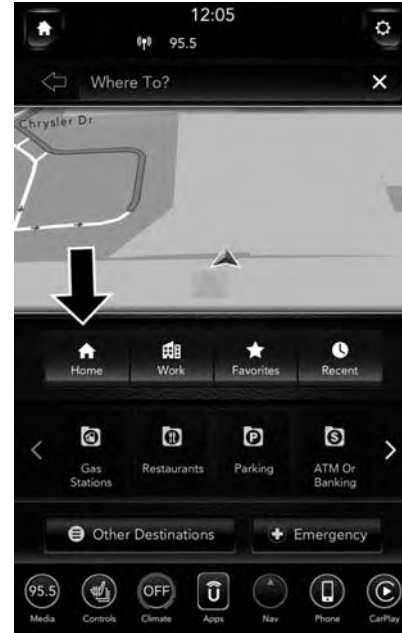 12:05
95.5
Where To?
Chrysler Dr
Home Work Favorites Recent
Gas Stations
Restaurants
Parking
ATM Or Banking
Other Destinations Emergency
95.5 OFF
Media Controls Climate Apps Nav Phone CarPlay